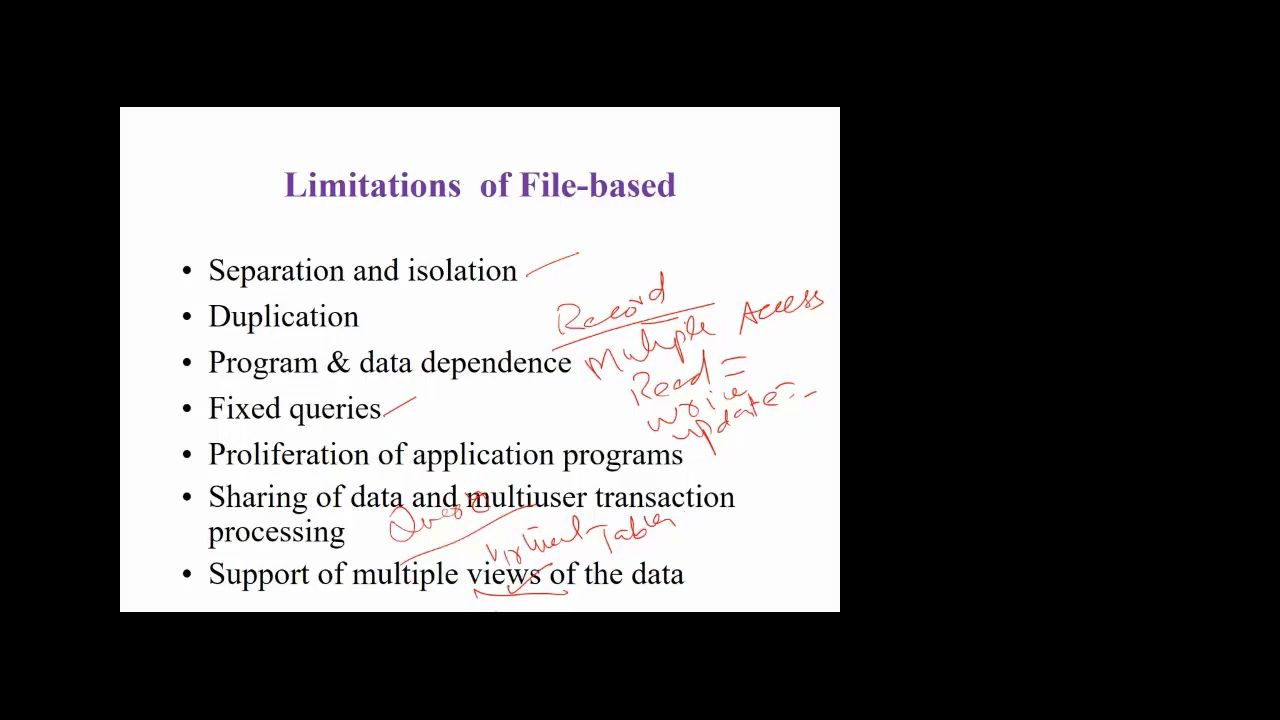 Limitations of File-based
• Separation and isolation
• Duplication
Record
• Program & data dependence
Multiple Access
Read =
write
update
• Fixed queries
• Proliferation of application programs
• Sharing of data and multiuser transaction
processing
Virtual Table
• Support of multiple views of the data